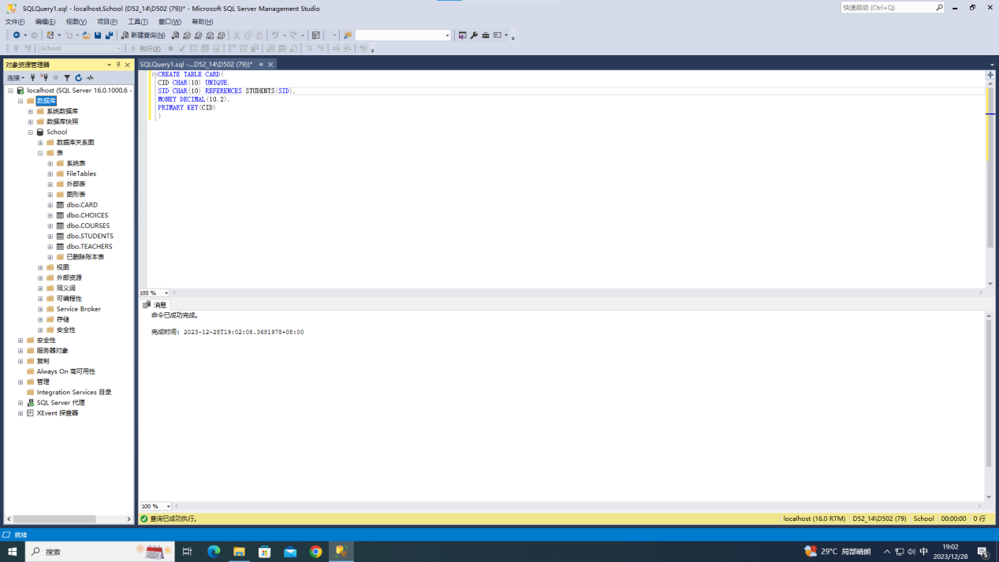 SQLQuery1.sql - localhost.School (D52_14\D502 (79))* - Microsoft SQL Server Management Studio
快速启动 (Ctrl+Q)
文件(F) 编辑(E) 视图(V) 项目(P) 工具(T) 窗口(W) 帮助(H)
新建查询(N)
School 执行(X)
对象资源管理器
SQLQuery1.sql -...D52_14\D502 (79))*
连接
localhost (SQL Server 16.0.1000.6 -
数据库
系统数据库
数据库快照
School
数据库关系图
表
系统表
FileTables
外部表
图形表
dbo.CARD
dbo.CHOICES
dbo.COURSES
dbo.STUDENTS
dbo.TEACHERS
已删除账本表
视图
外部资源
同义词
可编程性
Service Broker
存储
安全性
安全性
服务器对象
复制
Always On 高可用性
管理
Integration Services 目录
SQL Server 代理
XEvent 探查器
CREATE TABLE CARD(
CID CHAR(10) UNIQUE,
SID CHAR(10) REFERENCES STUDENTS(SID),
MONEY DECIMAL(10,2),
PRIMARY KEY(CID)
)
100 %
消息
命令已成功完成。
完成时间: 2023-12-28T19:02:08.3681978+08:00
100 %
查询已成功执行。
localhost (16.0 RTM) D52_14\D502 (79) School 00:00:00 0 行
就绪
搜索
29°C 局部晴朗
中
19:02
2023/12/28
5